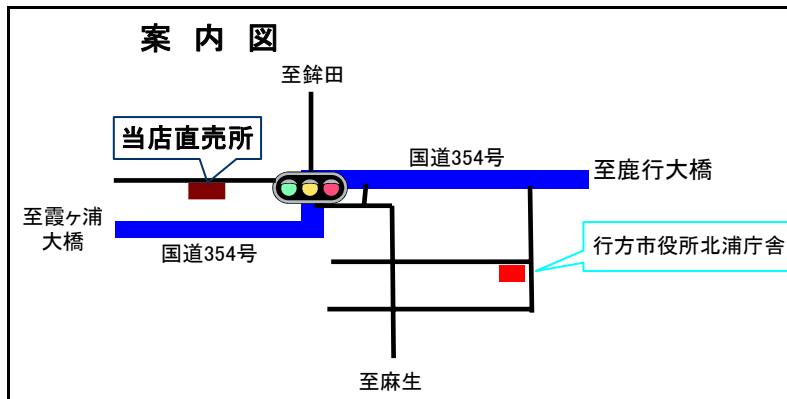 案内図
至鉾田
当店直売所
国道354号
至鹿行大橋
至霞ヶ浦
大橋
国道354号
行方市役所北浦庁舎
至麻生